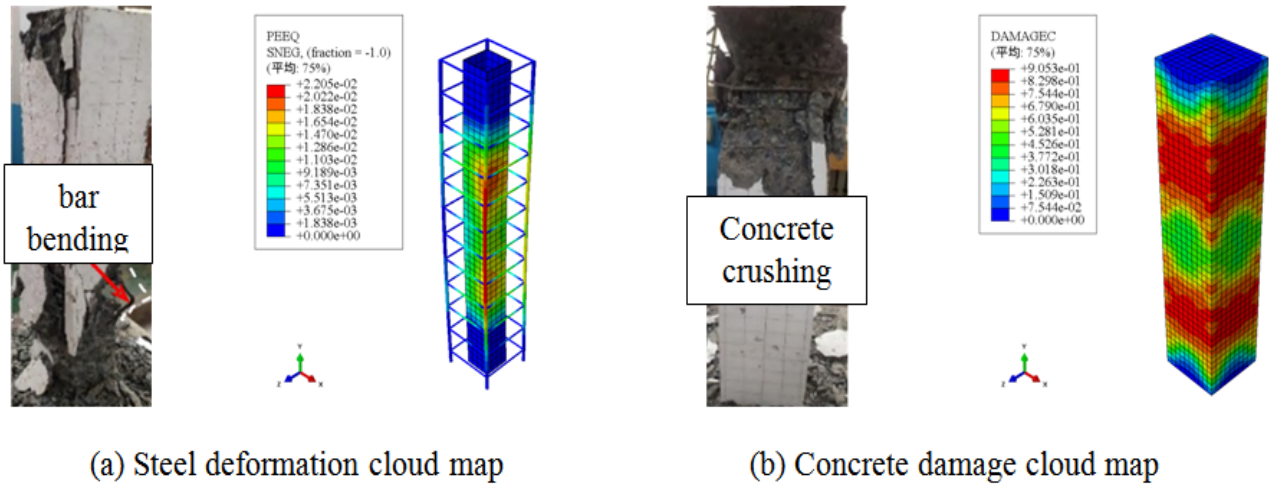 bar
bending
PEEQ
SNEG, (fraction = -1.0)
(平均: 75%)
+2.205e-02
+2.022e-02
+1.838e-02
+1.654e-02
+1.470e-02
+1.286e-02
+1.103e-02
+9.189e-03
+7.351e-03
+5.513e-03
+3.675e-03
+1.838e-03
+0.000e+00
Y
Z
X
Concrete
crushing
DAMAGEC
(平均: 75%)
+9.053e-01
+8.298e-01
+7.544e-01
+6.790e-01
+6.035e-01
+5.281e-01
+4.526e-01
+3.772e-01
+3.018e-01
+2.263e-01
+1.509e-01
+7.544e-02
+0.000e+00
Y
Z
X
(a) Steel deformation cloud map
(b) Concrete damage cloud map